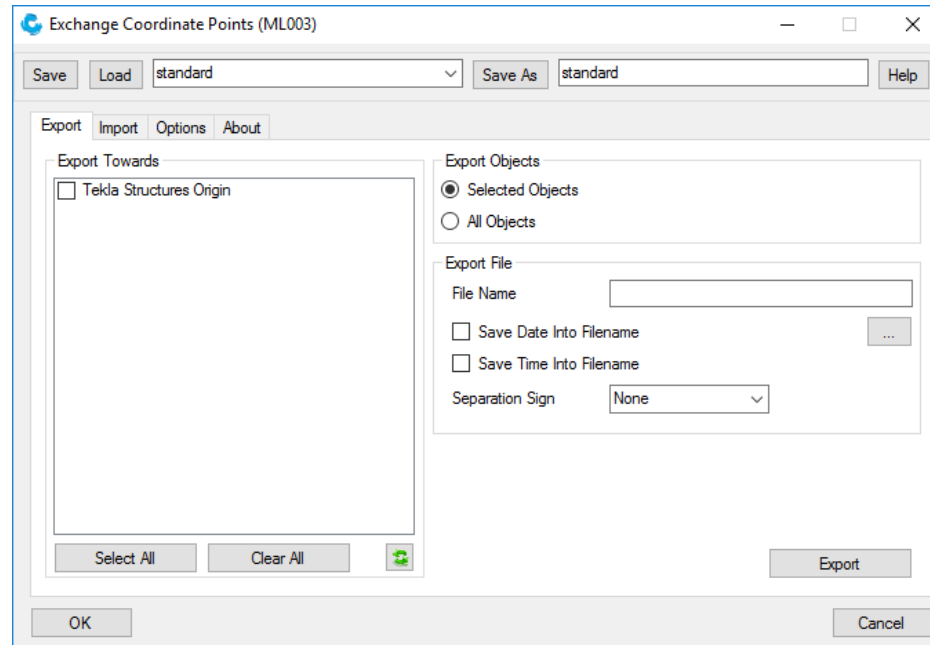 Exchange Coordinate Points (ML003)
Save Load standard Save As standard Help
Export Import Options About
Export Towards
Tekla Structures Origin
Select All Clear All
Export Objects
Selected Objects
All Objects
Export File
File Name
Save Date Into Filename ...
Save Time Into Filename
Separation Sign None
Export
OK Cancel